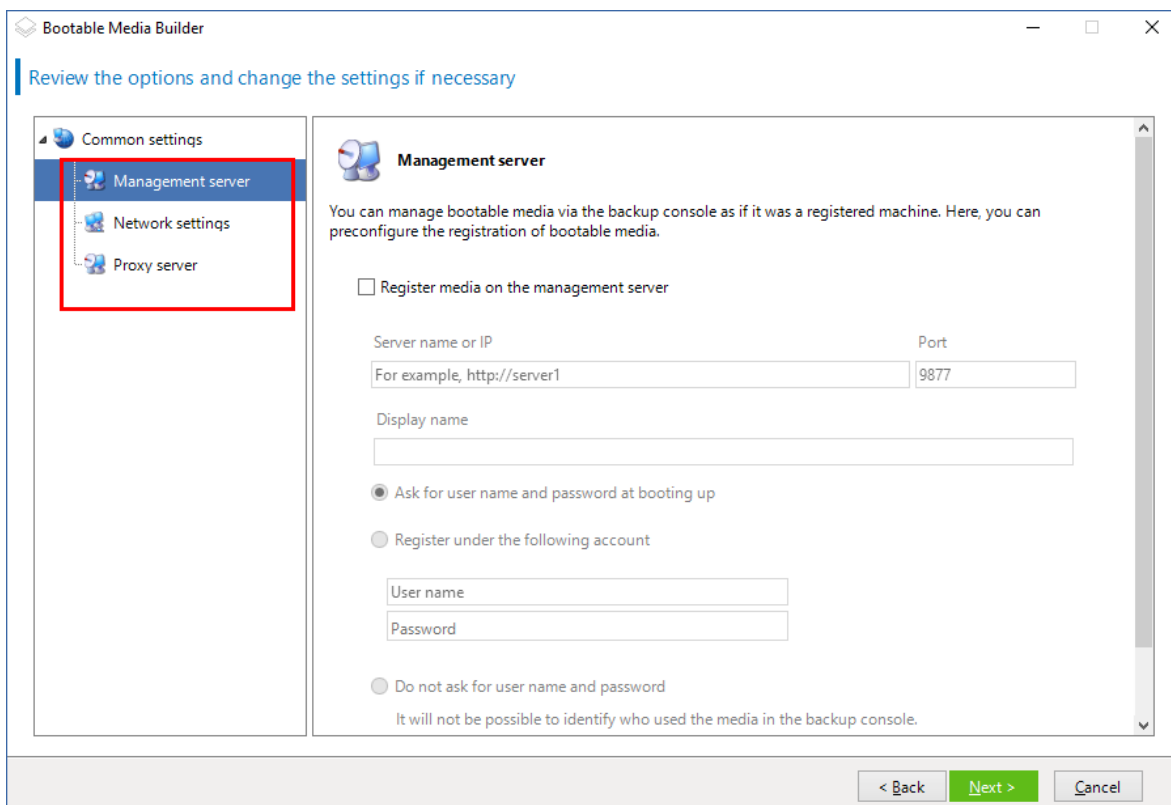 Bootable Media Builder
Review the options and change the settings if necessary
Common settings
Management server
Network settings
Proxy server
Management server
You can manage bootable media via the backup console as if it was a registered machine. Here, you can
preconfigure the registration of bootable media.
Register media on the management server
Server name or IP Port
For example, http://server1 9877
Display name
Ask for user name and password at booting up
Register under the following account
User name
Password
Do not ask for user name and password
It will not be possible to identify who used the media in the backup console.
< Back Next > Cancel